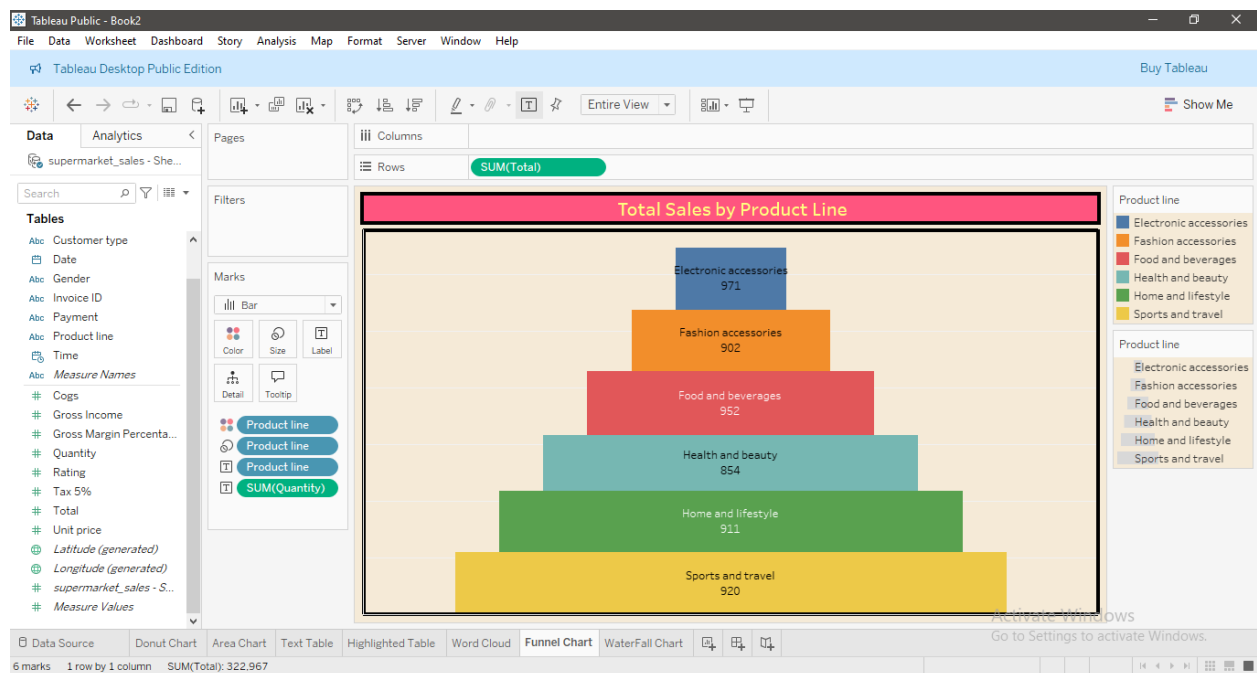 Tableau Public - Book2
File Data Worksheet Dashboard Story Analysis Map Format Server Window Help
Tableau Desktop Public Edition
Buy Tableau
Entire View
Show Me
Data Analytics
supermarket_sales - She...
Search
Tables
Abc Customer type
Date
Abc Gender
Abc Invoice ID
Abc Payment
Abc Product line
Time
Abc Measure Names
# Cogs
# Gross Income
# Gross Margin Percenta...
# Quantity
# Rating
# Tax 5%
# Total
# Unit price
Latitude (generated)
Longitude (generated)
# supermarket_sales - S...
# Measure Values
Pages
Filters
Marks
Bar
Color Size Label
Detail Tooltip
Product line
Product line
Product line
SUM(Quantity)
Columns
Rows SUM(Total)
Total Sales by Product Line
Electronic accessories
971
Fashion accessories
902
Food and beverages
952
Health and beauty
854
Home and lifestyle
911
Sports and travel
920
Product line
Electronic accessories
Fashion accessories
Food and beverages
Health and beauty
Home and lifestyle
Sports and travel
Product line
Electronic accessories
Fashion accessories
Food and beverages
Health and beauty
Home and lifestyle
Sports and travel
Activate Windows
Go to Settings to activate Windows.
Data Source Donut Chart Area Chart Text Table Highlighted Table Word Cloud Funnel Chart WaterFall Chart
6 marks 1 row by 1 column SUM(Total): 322,967